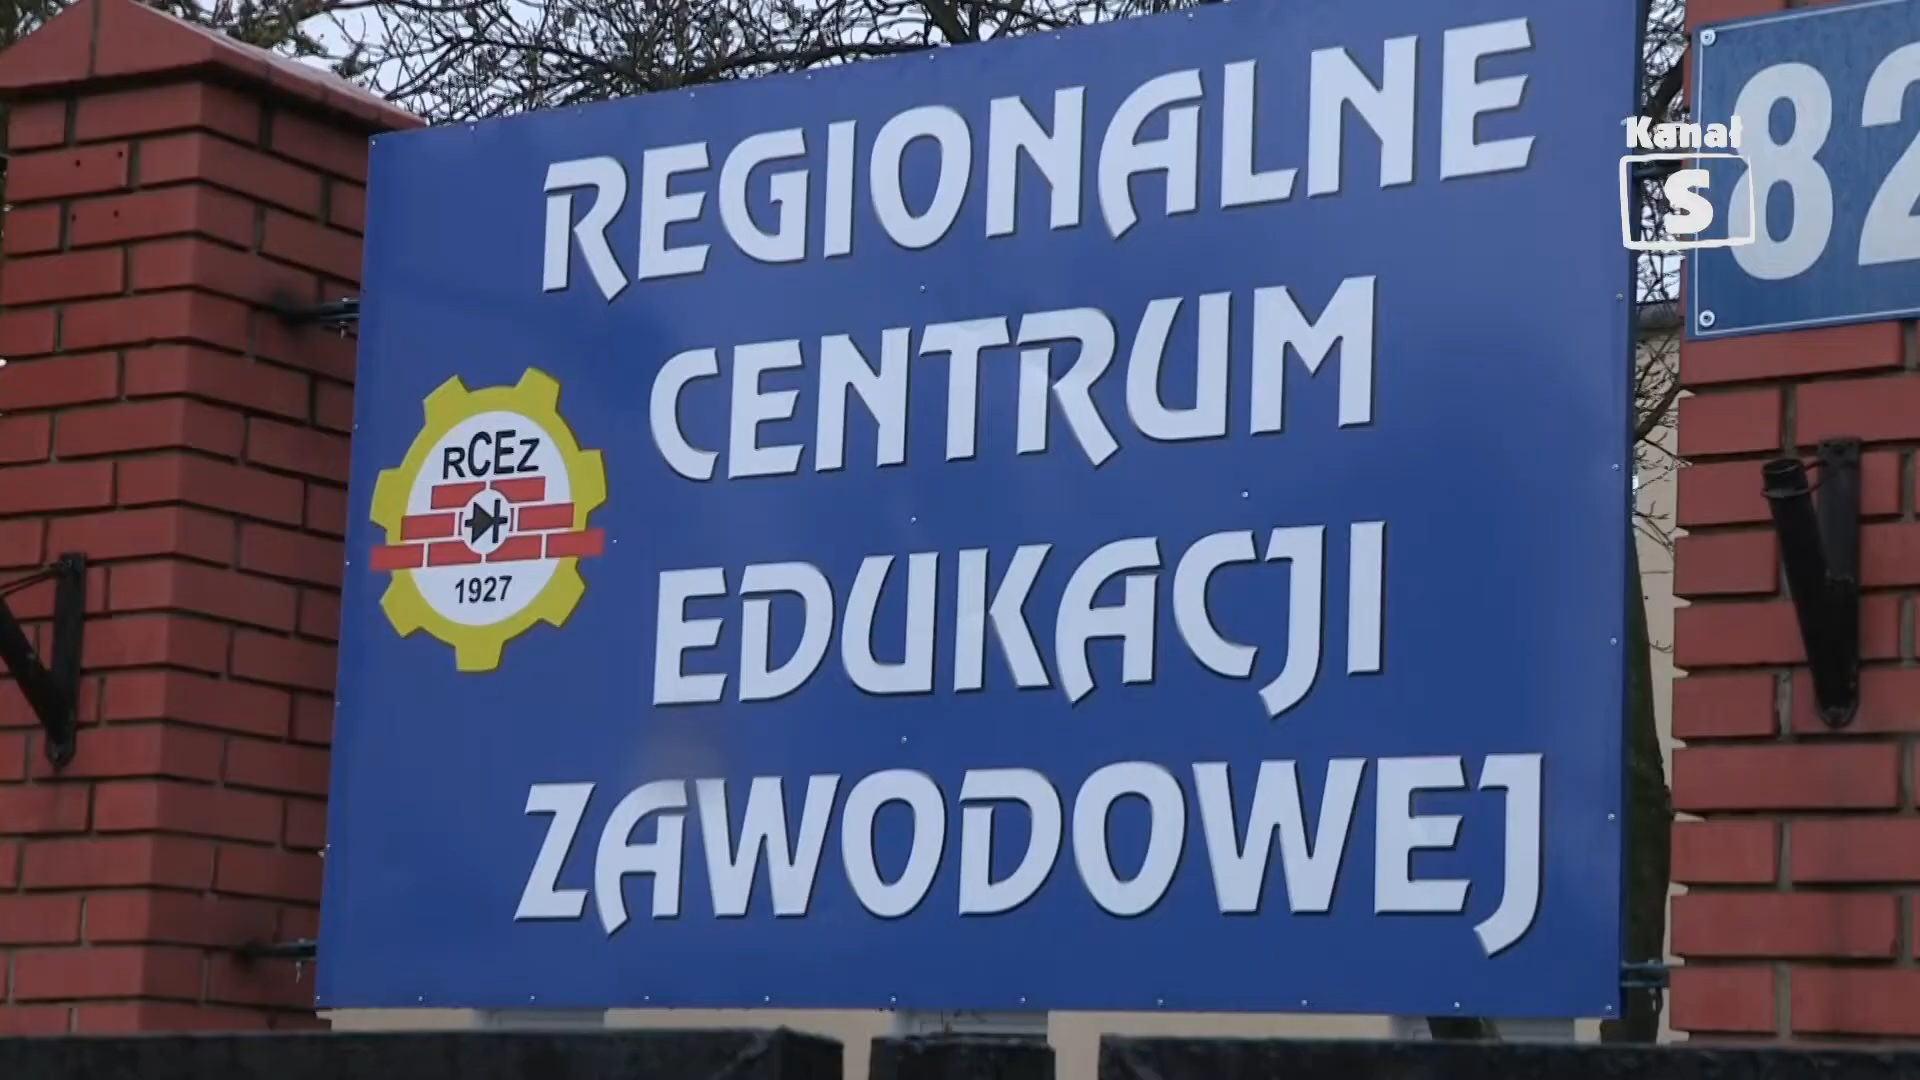 REGIONALNE
CENTRUM
EDUKACJI
ZAWODOWEJ
RCEZ
1927
Kanał
S
82